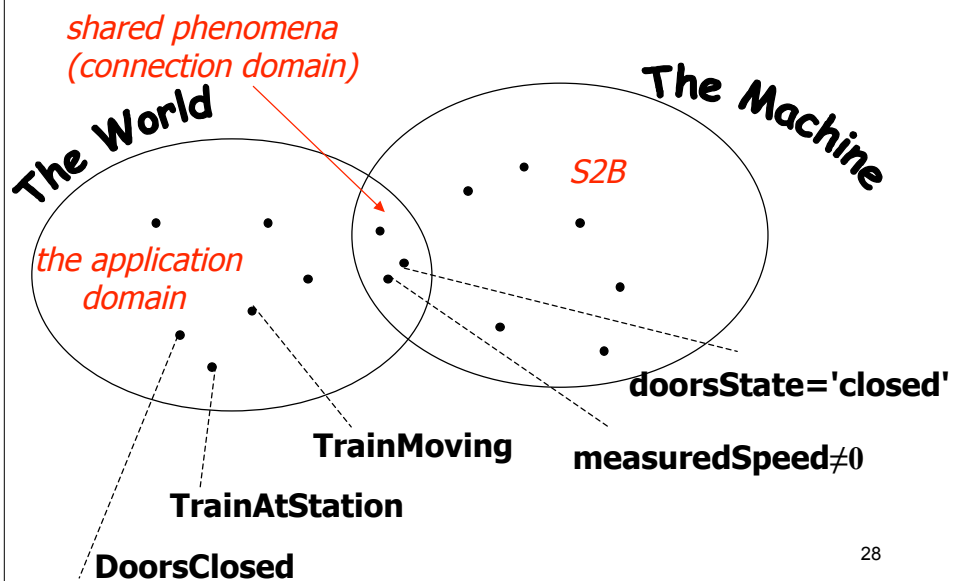 shared phenomena
(connection domain)
The World
The Machine
S2B
the application
domain
doorsState='closed'
TrainMoving
measuredSpeed≠0
TrainAtStation
DoorsClosed
28